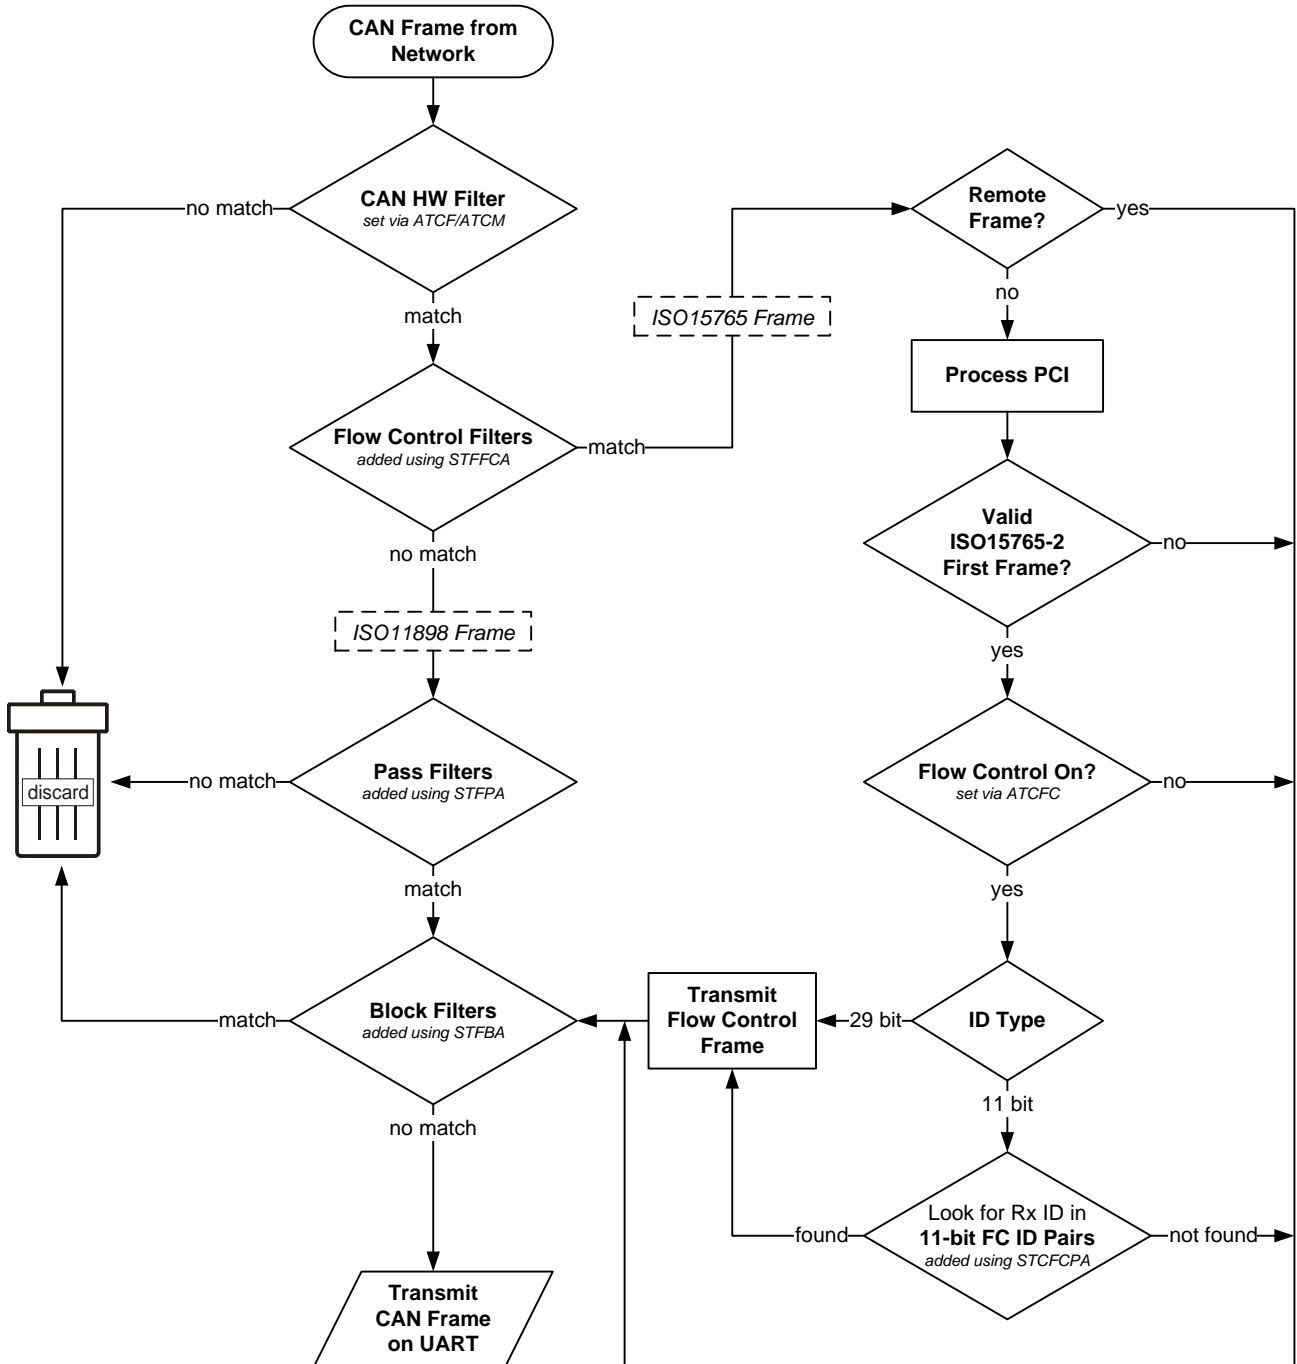 CAN Frame from
Network
CAN HW Filter
set via ATCF/ATCM
no match
match
Remote
Frame?
yes
no
ISO15765 Frame
Process PCI
Flow Control Filters
added using STFFCA
match
no match
Valid
ISO15765-2
First Frame?
no
yes
ISO11898 Frame
Pass Filters
added using STFPA
no match
match
discard
Flow Control On?
set via ATCFC
no
yes
Block Filters
added using STFBA
match
no match
Transmit
Flow Control
Frame
29 bit
ID Type
11 bit
Look for Rx ID in
11-bit FC ID Pairs
added using STCFCPA
found
not found
Transmit
CAN Frame
on UART